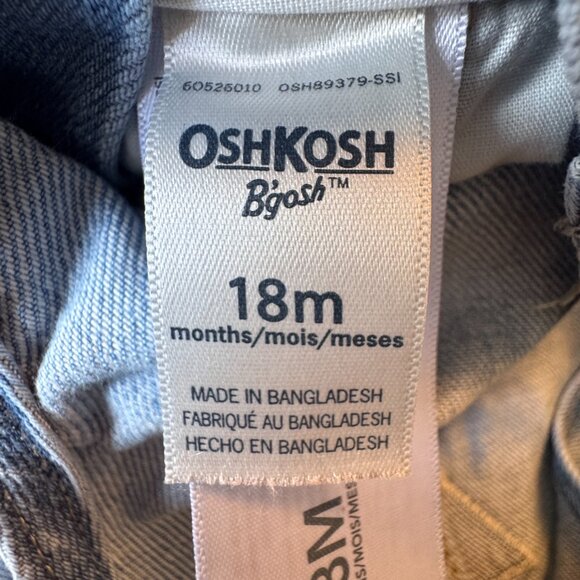 60526010 OSH89379-SSI
OSHKOSH
B'gosh™
18m
months/mois/meses
MADE IN BANGLADESH
FABRIQUÉ AU BANGLADESH
HECHO EN BANGLADESH